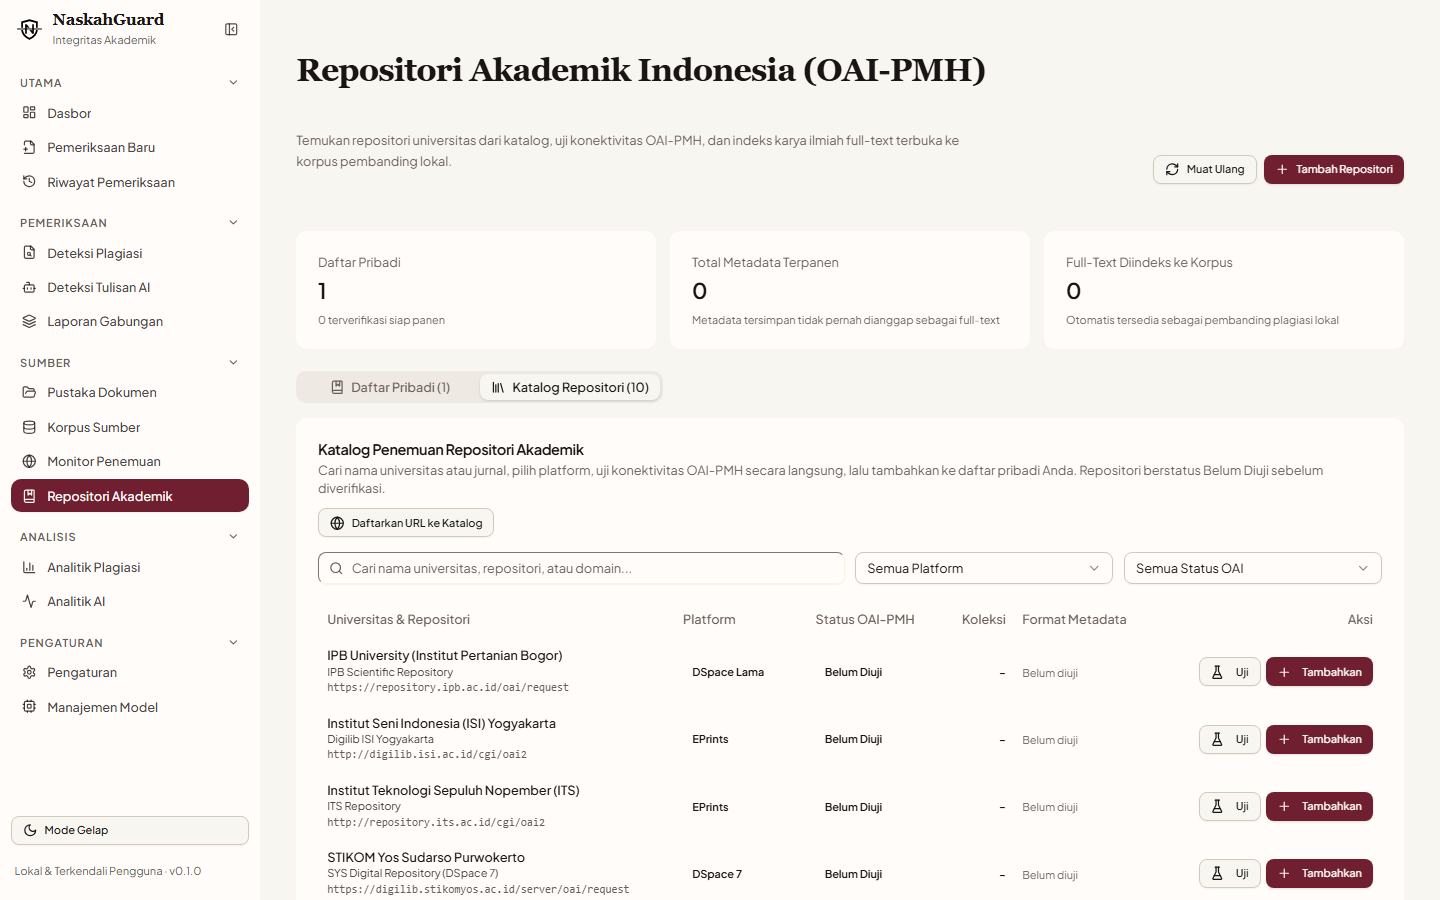 NaskahGuard
Integritas Akademik
UTAMA
Dasbor
Pemeriksaan Baru
Riwayat Pemeriksaan
PEMERIKSAAN
Deteksi Plagiasi
Deteksi Tulisan AI
Laporan Gabungan
SUMBER
Pustaka Dokumen
Korpus Sumber
Monitor Penemuan
Repositori Akademik
ANALISIS
Analitik Plagiasi
Analitik AI
PENGATURAN
Pengaturan
Manajemen Model
Mode Gelap
Lokal & Terkendali Pengguna · v0.1.0
Repositori Akademik Indonesia (OAI-PMH)
Temukan repositori universitas dari katalog, uji konektivitas OAI-PMH, dan indeks karya ilmiah full-text terbuka ke
korpus pembanding lokal.
Muat Ulang
Tambah Repositori
Daftar Pribadi
1
0 terverifikasi siap panen
Total Metadata Terpanen
0
Metadata tersimpan tidak pernah dianggap sebagai full-text
Full-Text Diindeks ke Korpus
0
Otomatis tersedia sebagai pembanding plagiasi lokal
Daftar Pribadi (1)
Katalog Repositori (10)
Katalog Penemuan Repositori Akademik
Cari nama universitas atau jurnal, pilih platform, uji konektivitas OAI-PMH secara langsung, lalu tambahkan ke daftar pribadi Anda. Repositori berstatus Belum Diuji sebelum
diverifikasi.
Daftarkan URL ke Katalog
Cari nama universitas, repositori, atau domain...
Semua Platform
Semua Status OAI
Universitas & Repositori Platform Status OAI-PMH Koleksi Format Metadata Aksi
IPB University (Institut Pertanian Bogor)
IPB Scientific Repository
https://repository.ipb.ac.id/oai/request
DSpace Lama Belum Diuji - Belum diuji Uji Tambahkan
Institut Seni Indonesia (ISI) Yogyakarta
Digilib ISI Yogyakarta
http://digilib.isi.ac.id/cgi/oai2
EPrints Belum Diuji - Belum diuji Uji Tambahkan
Institut Teknologi Sepuluh Nopember (ITS)
ITS Repository
http://repository.its.ac.id/cgi/oai2
EPrints Belum Diuji - Belum diuji Uji Tambahkan
STIKOM Yos Sudarso Purwokerto
SYS Digital Repository (DSpace 7)
https://digilib.stikomyos.ac.id/server/oai/request
DSpace 7 Belum Diuji - Belum diuji Uji Tambahkan